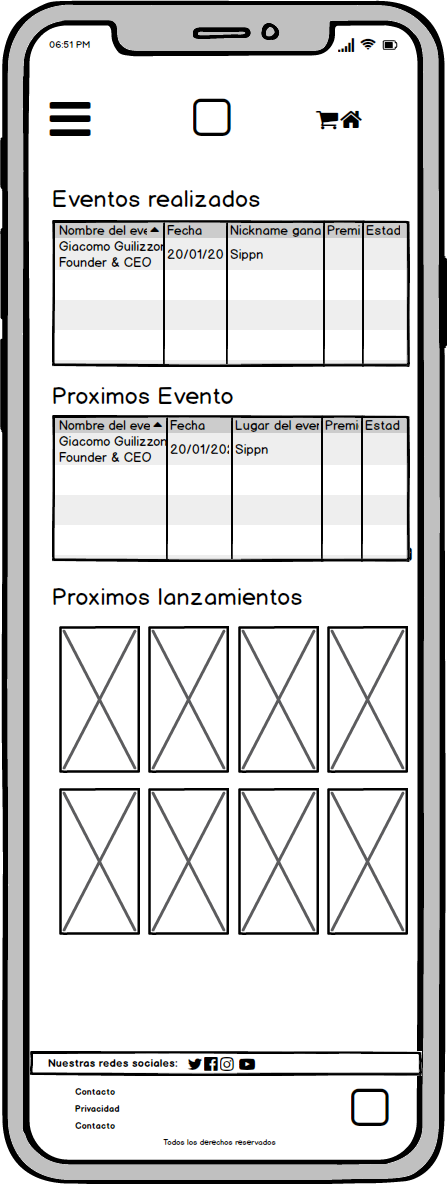 06:51 PM
Eventos realizados
Nombre del eve Fecha Nickname gana Premi Estad
Giacomo Guilizzor
Founder & CEO 20/01/20 Sippn
Proximos Evento
Nombre del eve Fecha Lugar del ever Premi Estad
Giacomo Guilizzon
Founder & CEO 20/01/202 Sippn
Proximos lanzamientos
Nuestras redes sociales:
Contacto
Privacidad
Contacto
Todos los derechos reservados